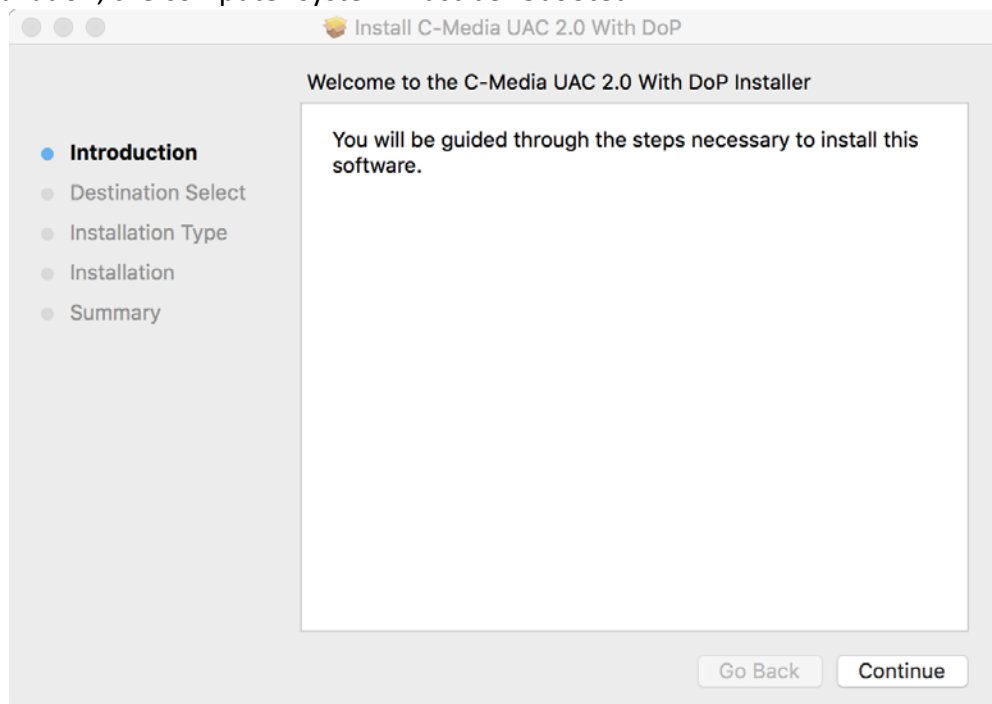 Install C-Media UAC 2.0 With DoP
Welcome to the C-Media UAC 2.0 With DoP Installer
You will be guided through the steps necessary to install this
software.
Introduction
Destination Select
Installation Type
Installation
Summary
Go Back
Continue